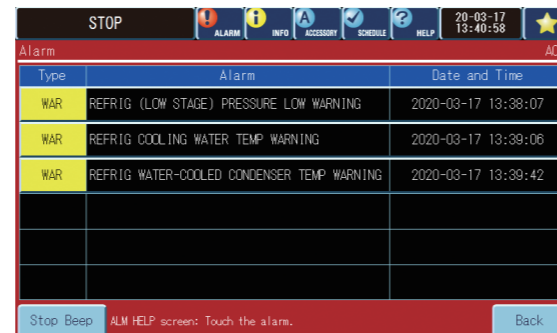 STOP
ALARM
INFO
ACCESSORY
SCHEDULE
HELP
20-03-17
13:40:58
Alarm
Type Alarm Date and Time
WAR REFRIG (LOW STAGE) PRESSURE LOW WARNING 2020-03-17 13:38:07
WAR REFRIG COOLING WATER TEMP WARNING 2020-03-17 13:39:06
WAR REFRIG WATER-COOLED CONDENSER TEMP WARNING 2020-03-17 13:39:42
Stop Beep ALM HELP screen: Touch the alarm. Back